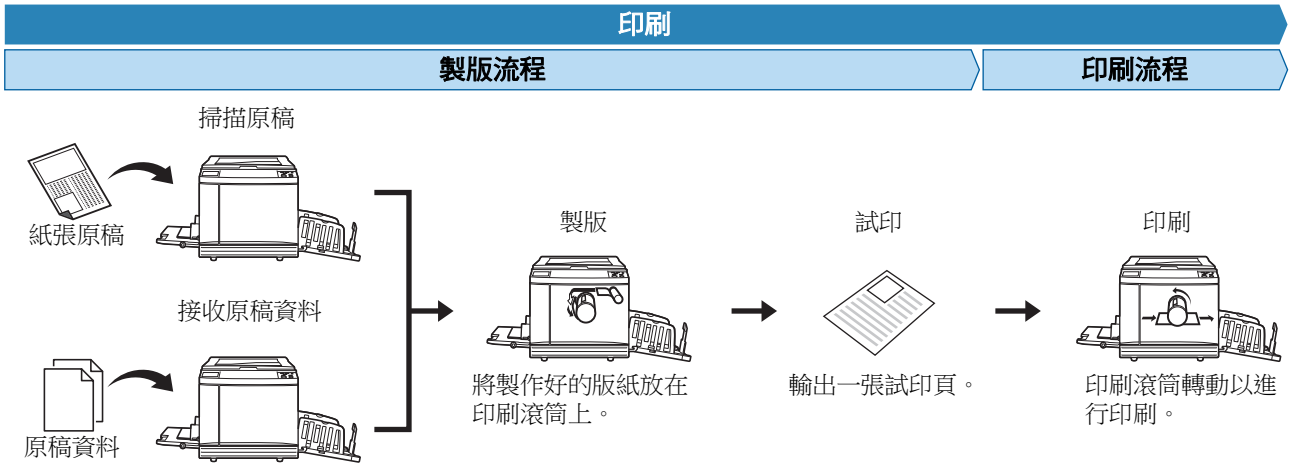 印刷
製版流程
印刷流程
掃描原稿
紙張原稿
接收原稿資料
原稿資料
製版
將製作好的版紙放在
印刷滾筒上。
試印
輸出一張試印頁。
印刷
印刷滾筒轉動以進
行印刷。